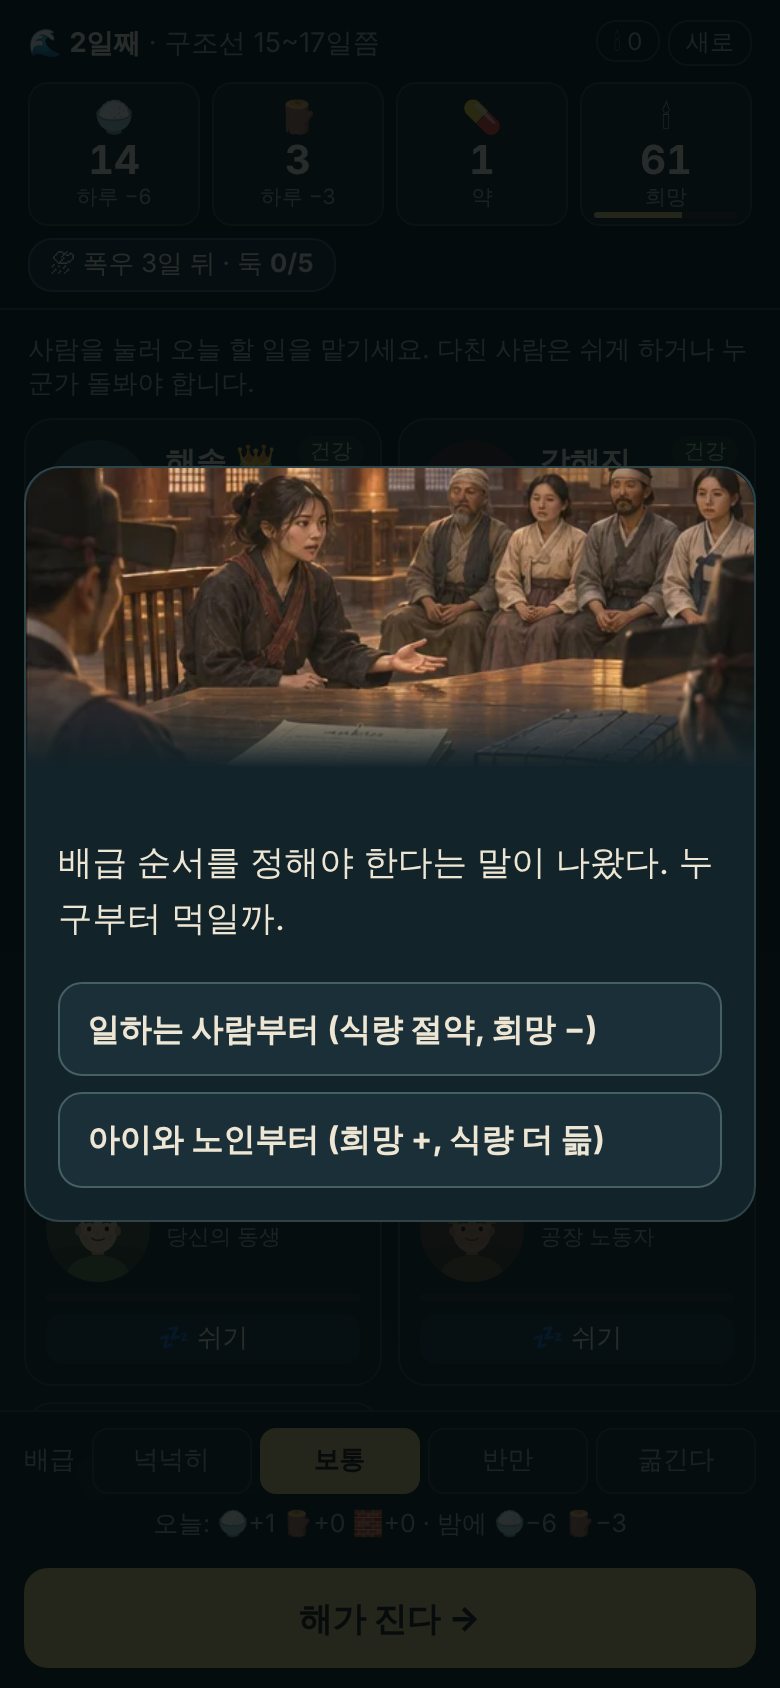 🌊 2일째 · 구조선 15~17일쯤
🕯 0
새로
🍚
14
하루 −6
🪵
3
하루 −3
💊
1
약
🕯
61
희망
⛈ 폭우 3일 뒤 · 둑 0/5
사람을 눌러 오늘 할 일을 맡기세요. 다친 사람은 쉬게 하거나 누
군가 돌봐야 합니다.
해솔 👑 건강
강해진 건강
배급 순서를 정해야 한다는 말이 나왔다. 누
구부터 먹일까.
일하는 사람부터 (식량 절약, 희망 −)
아이와 노인부터 (희망 +, 식량 더 듦)
당신의 동생
공장 노동자
💤 쉬기
💤 쉬기
배급 넉넉히 보통 반만 굶긴다
오늘: 🍚+1 🪵+0 🧱+0 · 밤에 🍚−6 🪵−3
해가 진다 →